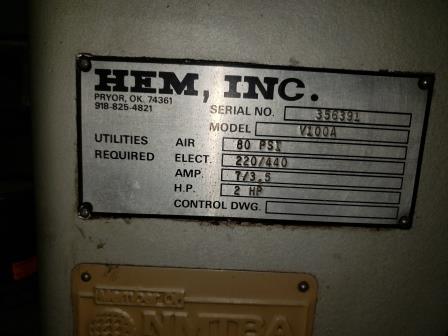 HEM, INC.
PRYOR, OK. 74361
918-825-4821
SERIAL NO. 356391
MODEL V100A
UTILITIES REQUIRED
AIR 80 PSI
ELECT. 220/440
AMP. 7/3.5
H.P. 2 HP
CONTROL DWG.
NMTBA